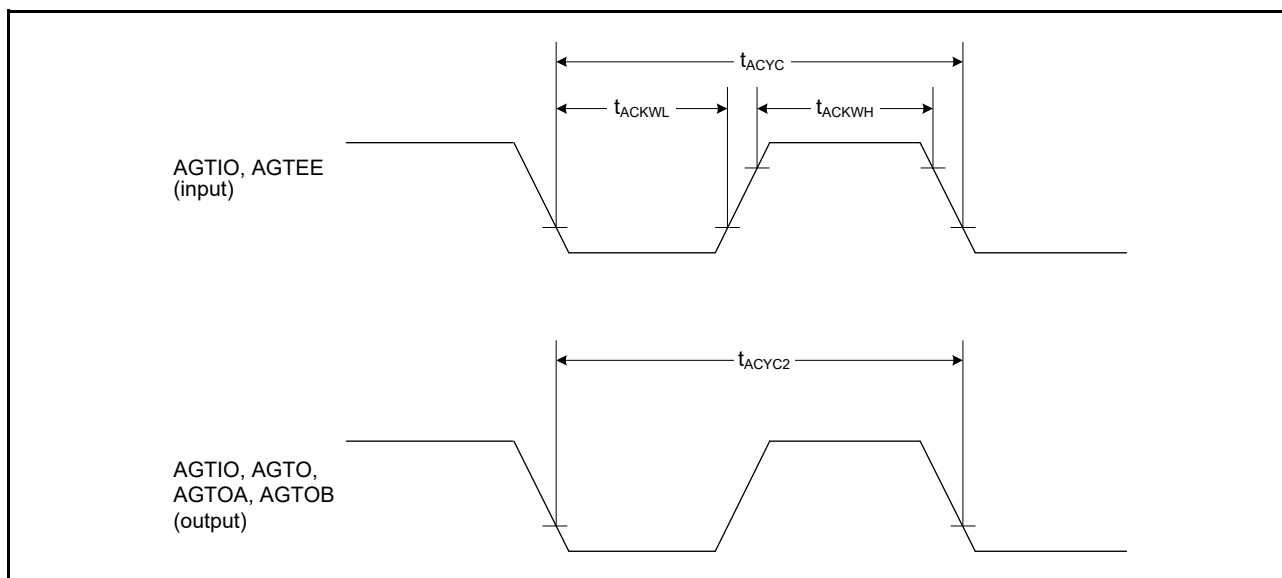 tACYC
tACKWL
tACKWH
AGTIO, AGTEE
(input)
tACYC2
AGTIO, AGTO,
AGTOA, AGTOB
(output)